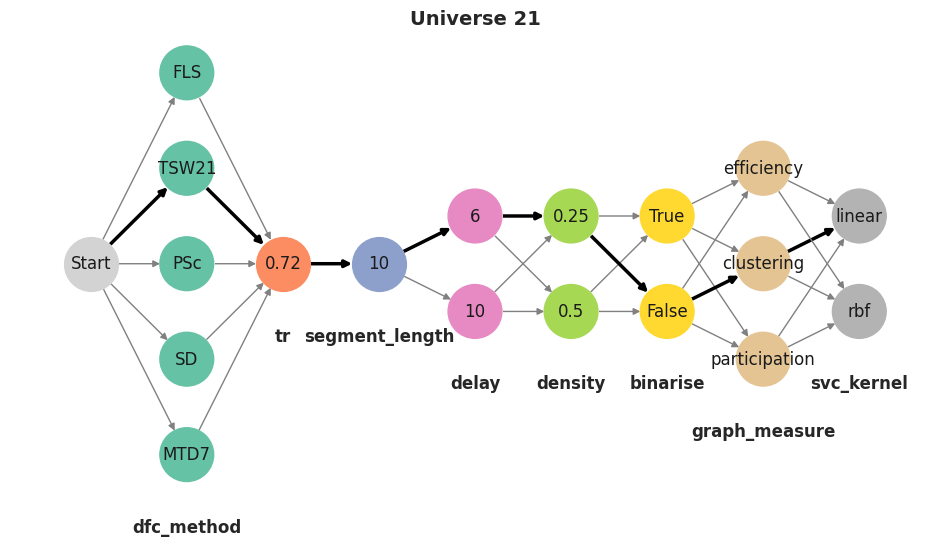 Universe 21
Start
FLS
TSW21
PSc
SD
MTD7
dfc_method
0.72
tr
10
segment_length
6
10
delay
0.25
0.5
density
True
False
binarise
efficiency
clustering
participation
graph_measure
linear
rbf
svc_kernel